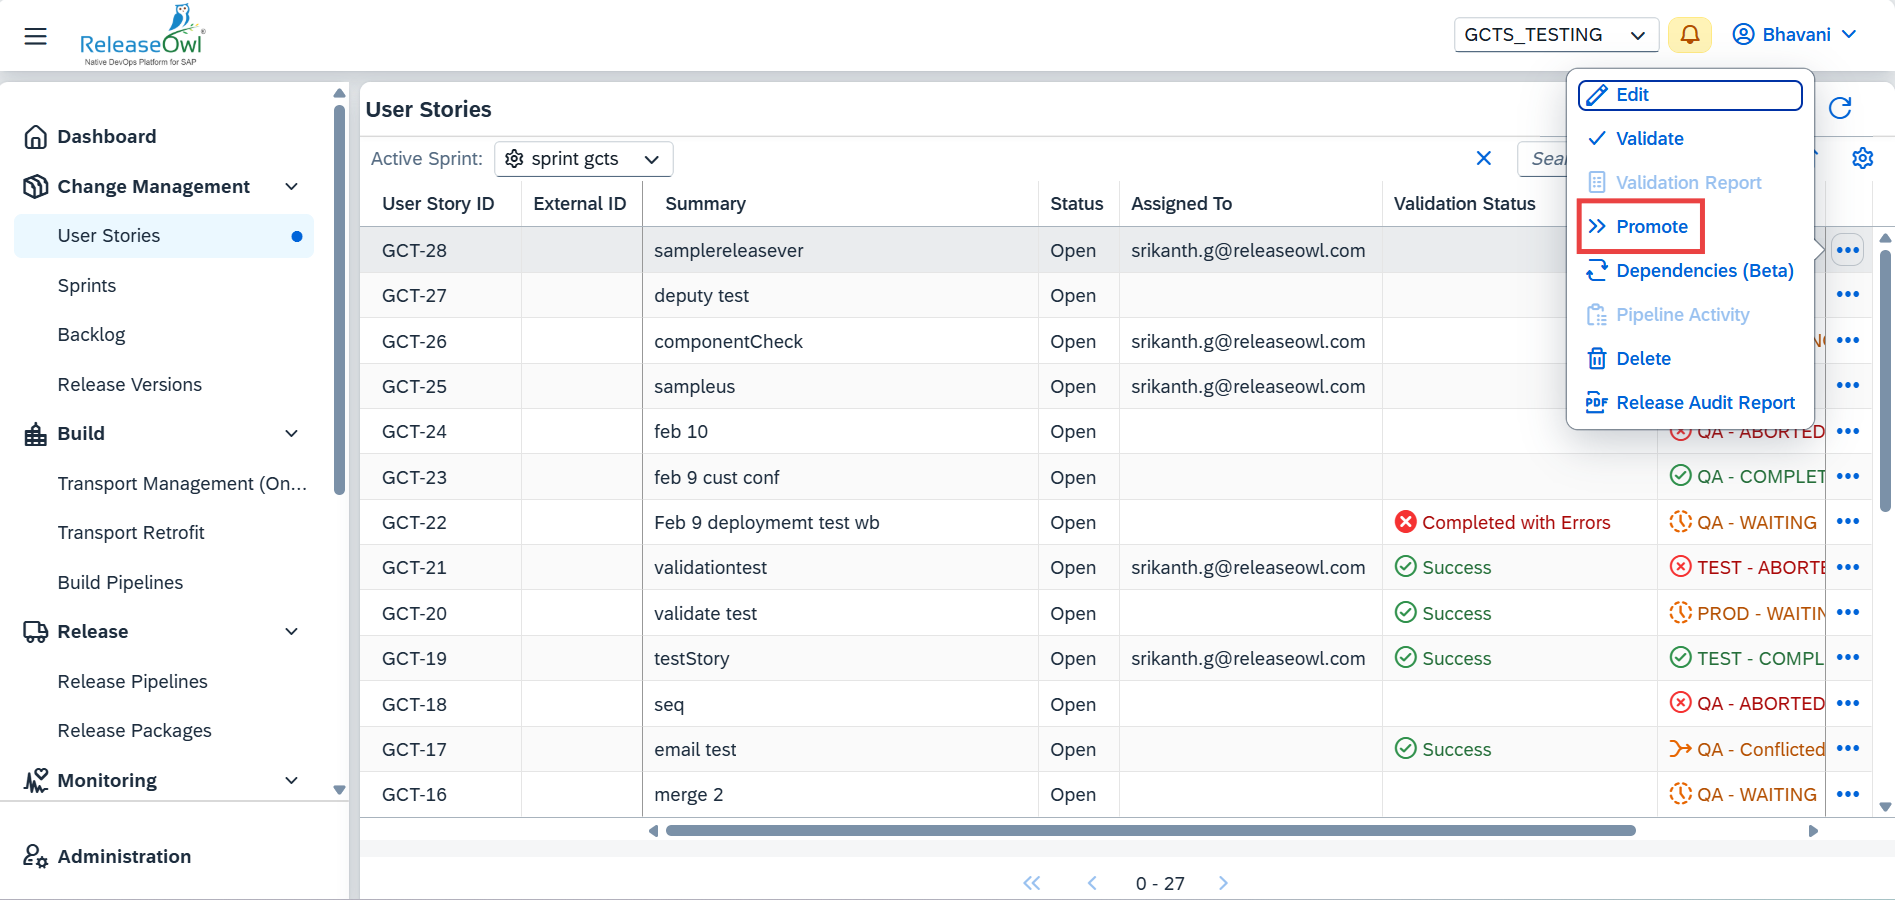 ReleaseOwl
Native DevOps Platform for SAP
GCTS_TESTING
Bhavani
Dashboard
Change Management
User Stories
Sprints
Backlog
Release Versions
Build
Transport Management (On...
Transport Retrofit
Build Pipelines
Release
Release Pipelines
Release Packages
Monitoring
Administration
User Stories
Active Sprint: sprint gcts
User Story ID External ID Summary Status Assigned To Validation Status
GCT-28 samplereleasever Open srikanth.g@releaseowl.com
GCT-27 deputy test Open
GCT-26 componentCheck Open srikanth.g@releaseowl.com
GCT-25 sampleus Open srikanth.g@releaseowl.com
GCT-24 feb 10 Open QA - ABORTED
GCT-23 feb 9 cust conf Open QA - COMPLET
GCT-22 Feb 9 deploymemt test wb Open Completed with Errors QA - WAITING
GCT-21 validationtest Open srikanth.g@releaseowl.com Success TEST - ABORTE
GCT-20 validate test Open Success PROD - WAITIN
GCT-19 testStory Open srikanth.g@releaseowl.com Success TEST - COMPL
GCT-18 seq Open QA - ABORTED
GCT-17 email test Open Success QA - Conflicted
GCT-16 merge 2 Open QA - WAITING
0 - 27
Edit
Validate
Validation Report
Promote
Dependencies (Beta)
Pipeline Activity
Delete
PDF Release Audit Report